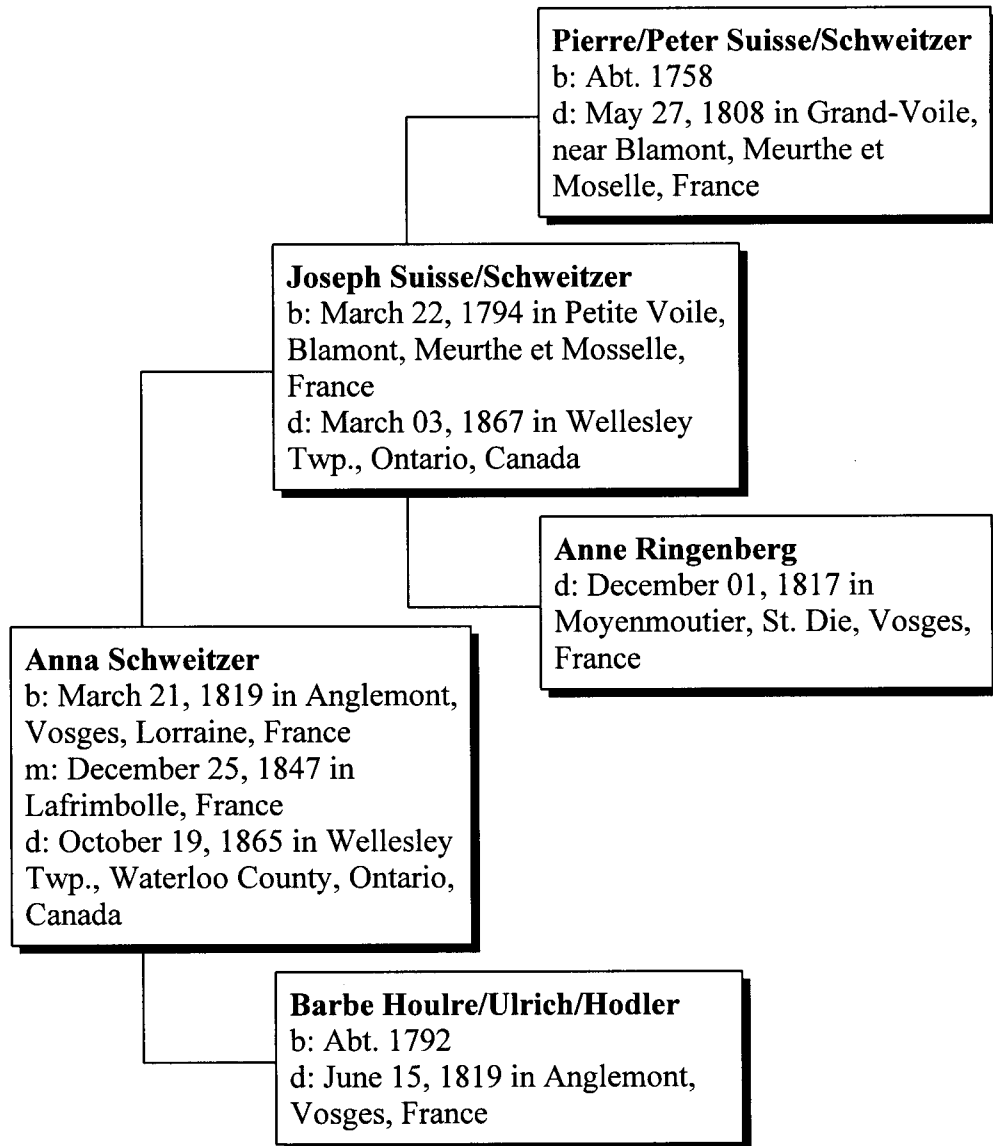 Pierre/Peter Suisse/Schweitzer
b: Abt. 1758
d: May 27, 1808 in Grand-Voile,
near Blamont, Meurthe et
Moselle, France
Joseph Suisse/Schweitzer
b: March 22, 1794 in Petite Voile,
Blamont, Meurthe et Mosselle,
France
d: March 03, 1867 in Wellesley
Twp., Ontario, Canada
Anne Ringenberg
d: December 01, 1817 in
Moyenmoutier, St. Die, Vosges,
France
Anna Schweitzer
b: March 21, 1819 in Anglemont,
Vosges, Lorraine, France
m: December 25, 1847 in
Lafrimbolle, France
d: October 19, 1865 in Wellesley
Twp., Waterloo County, Ontario,
Canada
Barbe Houlre/Ulrich/Hodler
b: Abt. 1792
d: June 15, 1819 in Anglemont,
Vosges, France